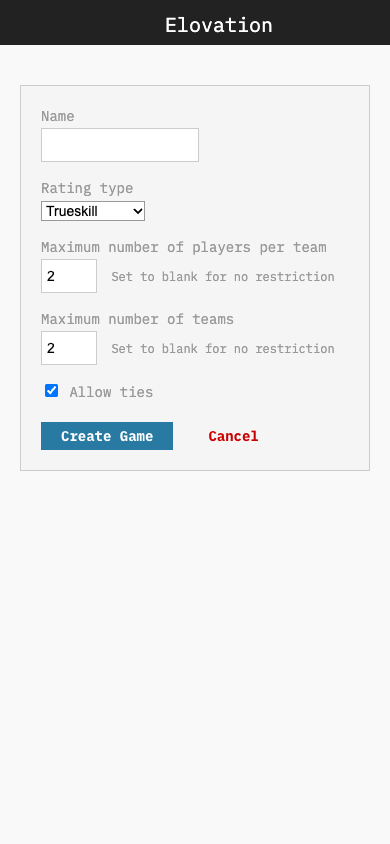 Elovation
Name
Rating type
Trueskill
Maximum number of players per team
2 Set to blank for no restriction
Maximum number of teams
2 Set to blank for no restriction
Allow ties
Create Game Cancel